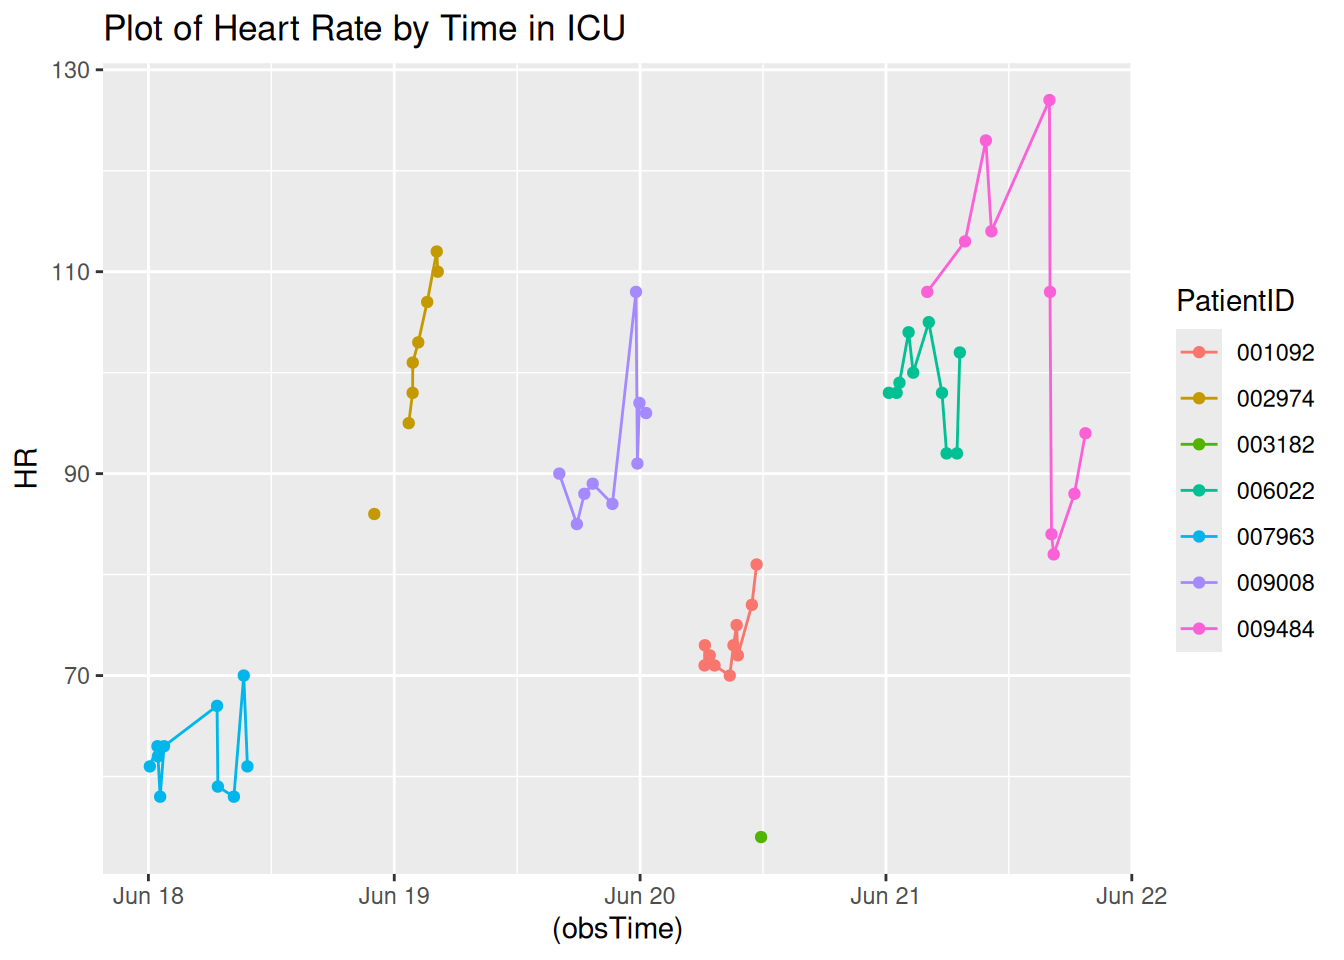 Plot of Heart Rate by Time in ICU
130
110
90
70
HR
Jun 18
Jun 19
Jun 20
Jun 21
Jun 22
(obsTime)
PatientID
001092
002974
003182
006022
007963
009008
009484